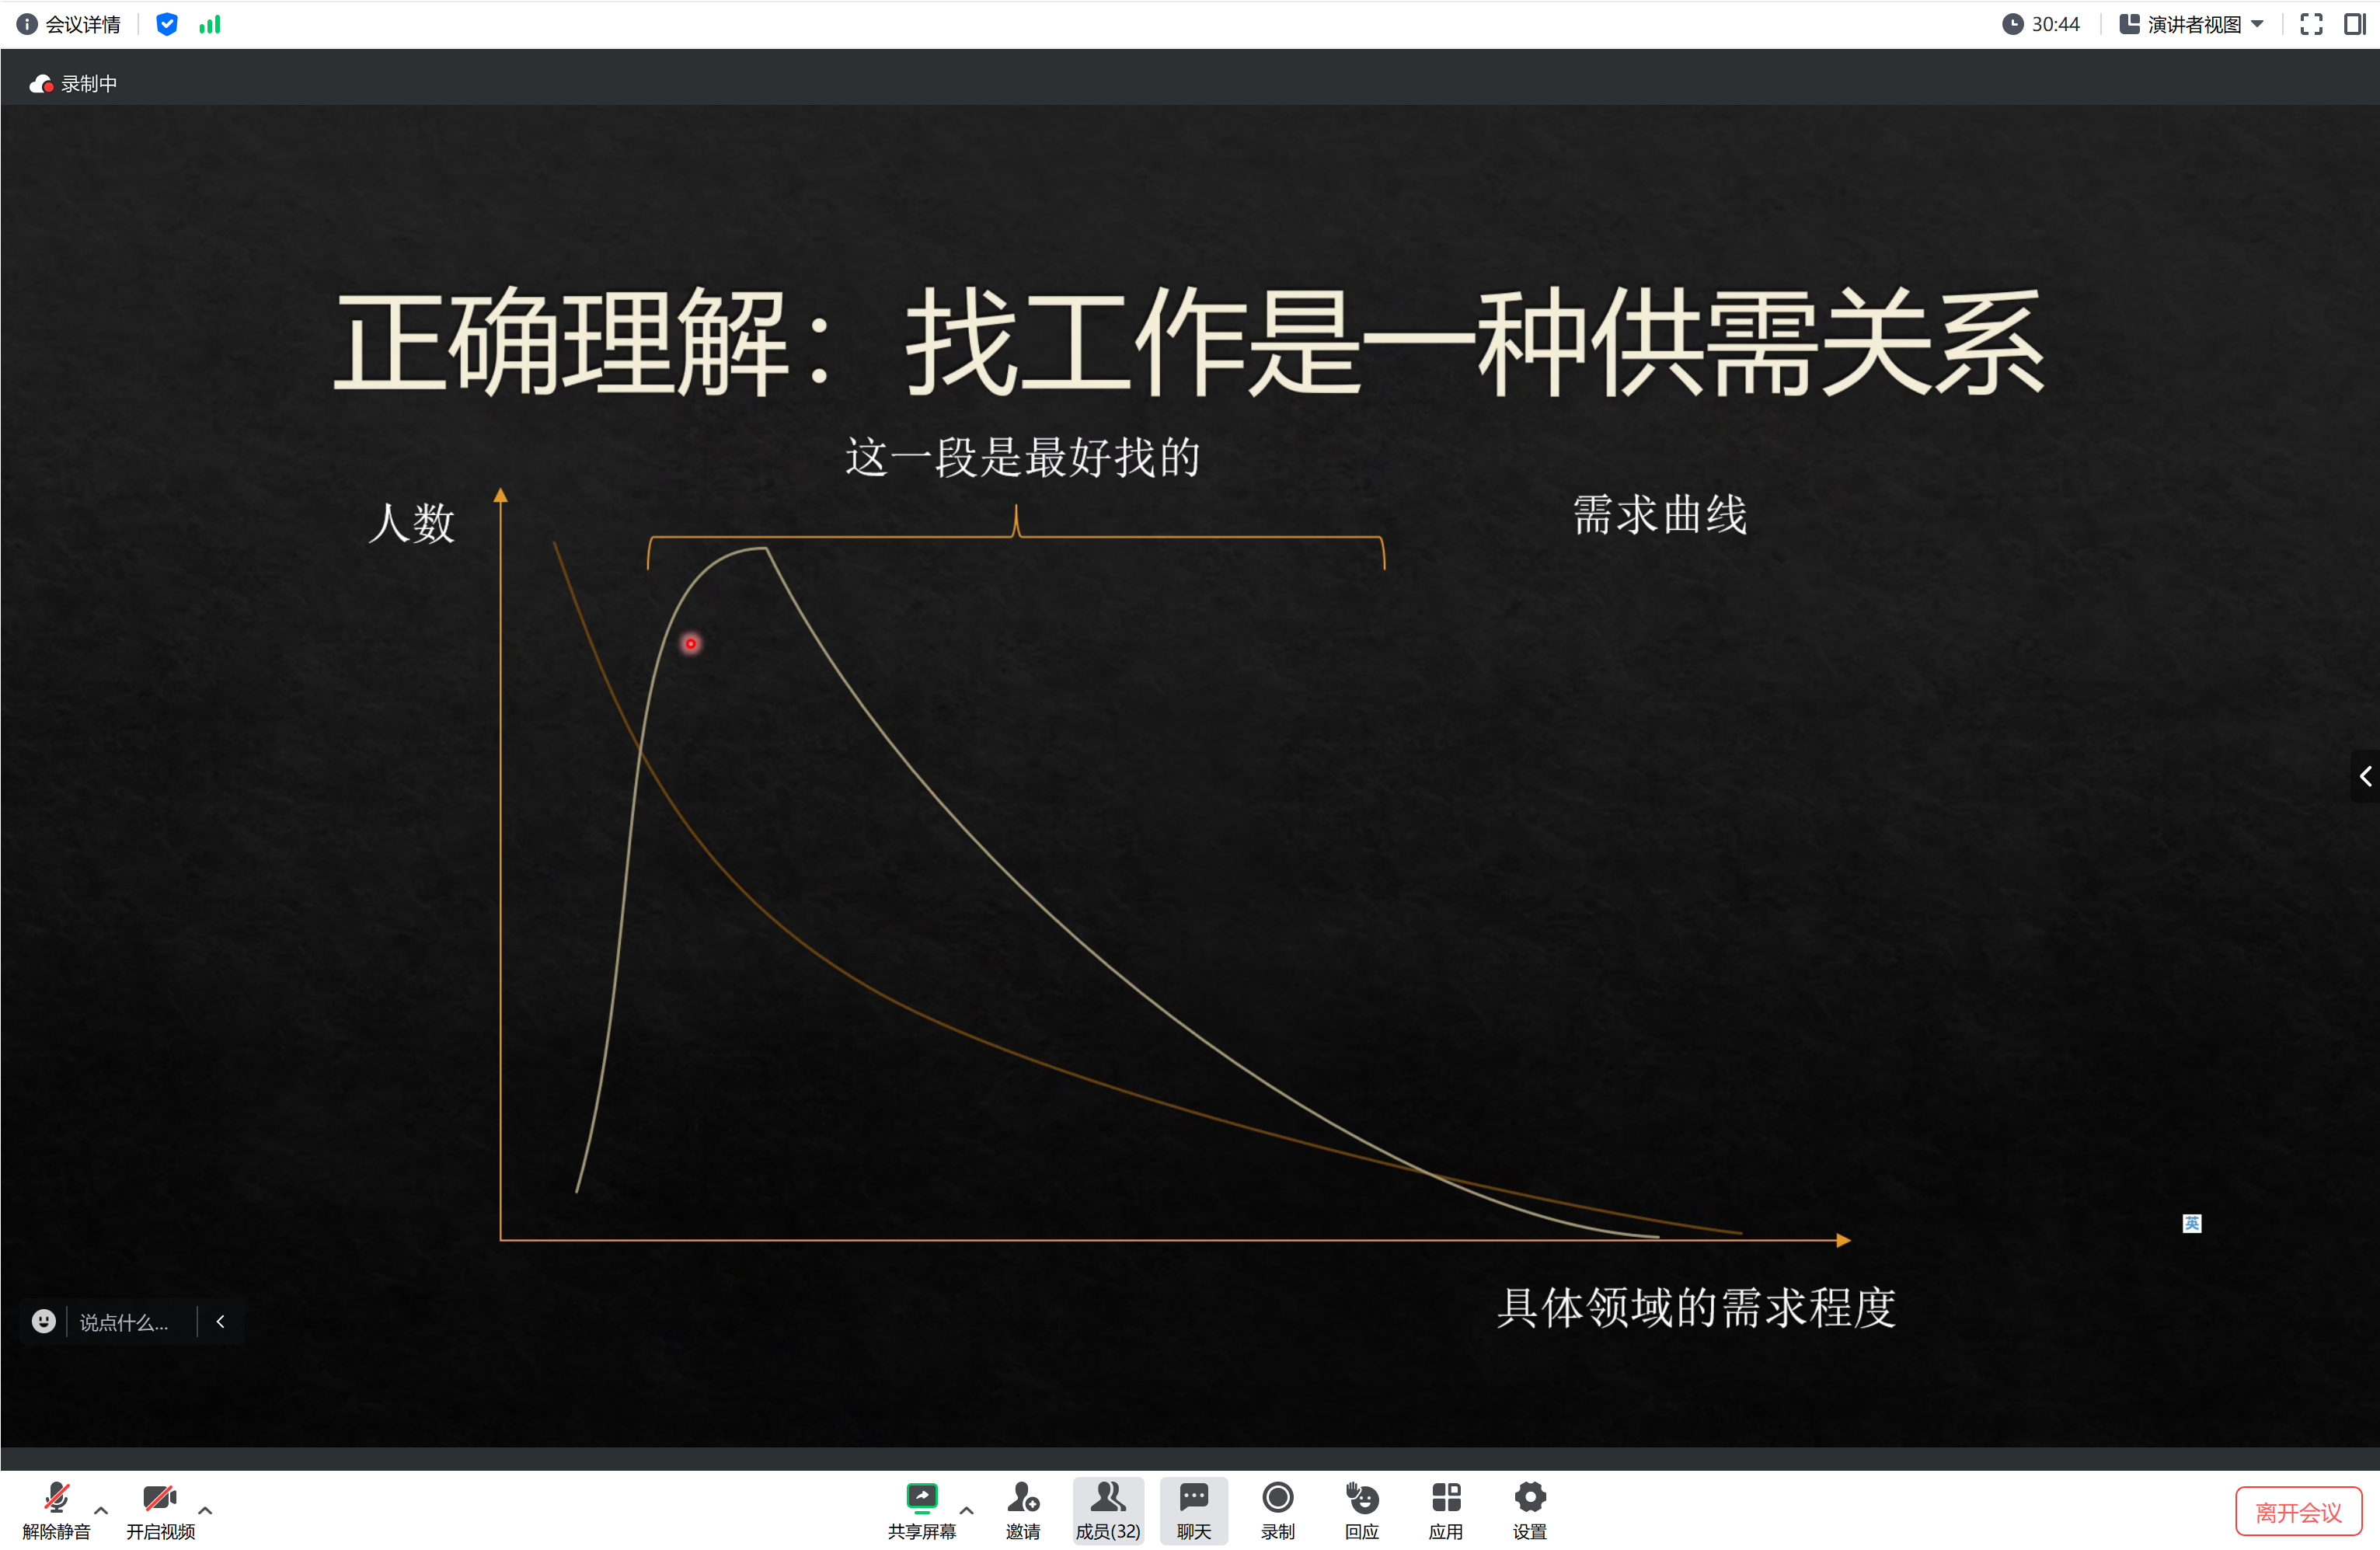 会议详情
30:44
演讲者视图
录制中
正确理解：找工作是一种供需关系
这一段是最好找的
人数
需求曲线
英
具体领域的需求程度
说点什么...
解除静音
开启视频
共享屏幕
邀请
成员(32)
聊天
录制
回应
应用
设置
离开会议